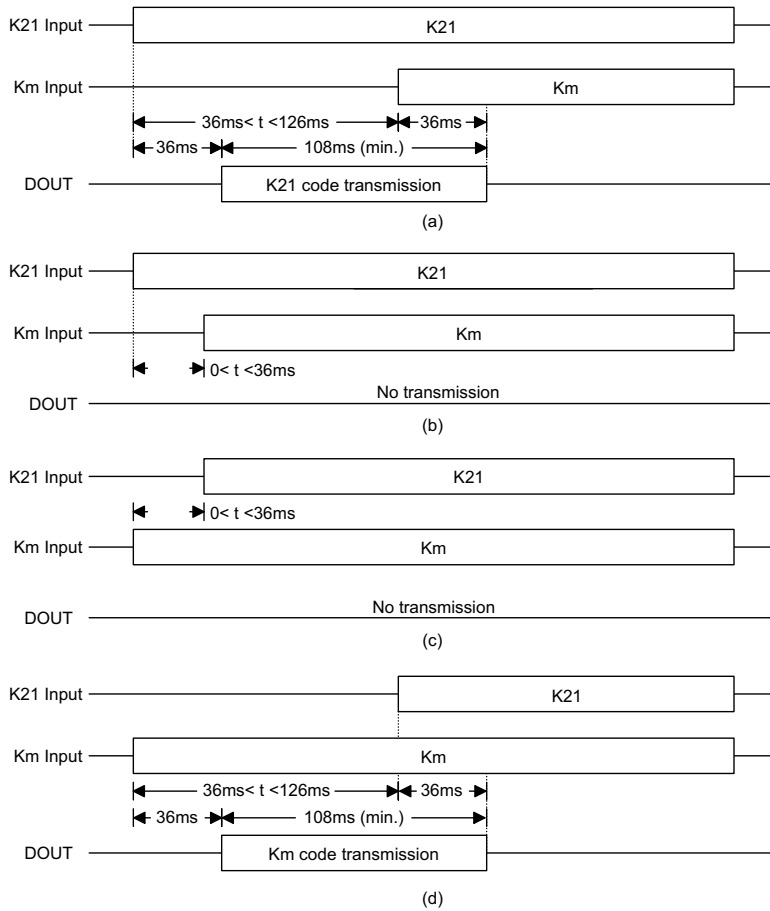 K21 Input
K21
Km Input
Km
36ms< t <126ms
36ms
36ms
108ms (min.)
DOUT
K21 code transmission
(a)
K21 Input
K21
Km Input
Km
0< t <36ms
No transmission
DOUT
(b)
K21 Input
K21
0< t <36ms
Km Input
Km
No transmission
DOUT
(c)
K21 Input
K21
Km Input
Km
36ms< t <126ms
36ms
36ms
108ms (min.)
DOUT
Km code transmission
(d)